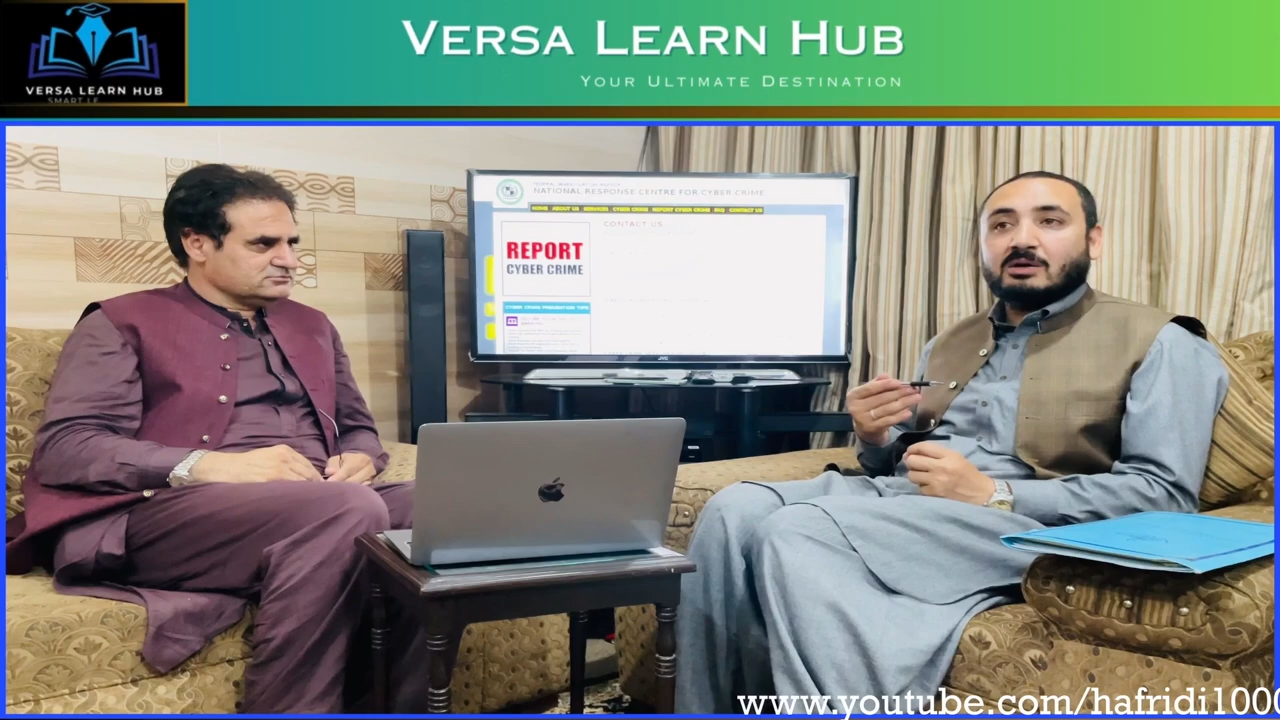 VERSA LEARN HUB
YOUR ULTIMATE DESTINATION
VERSA LEARN HUB
SMART LE
NATIONAL RESPONSE CENTRE FOR CYBER CRIME
HOME ABOUT US SERVICES CYBER CRIME REPORT CYBER CRIME FAQ CONTACT US
CONTACT US
REPORT
CYBER CRIME
CYBER CRIME PREVENTION TIPS
JVC
www.youtube.com/hafridi1000